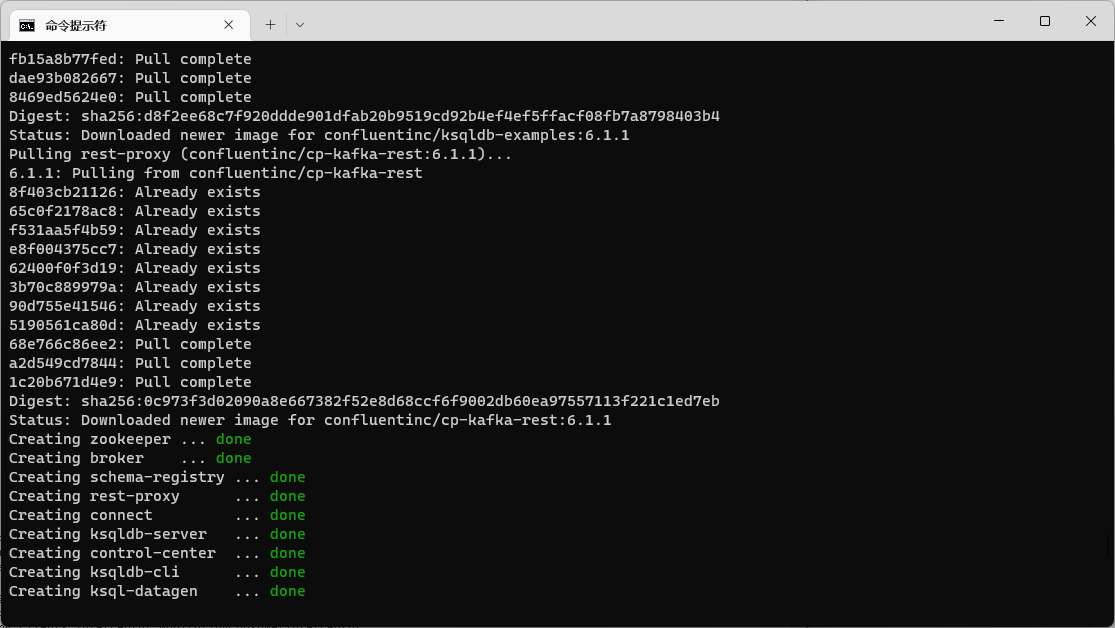 命令提示符
fb15a8b77fed: Pull complete
dae93b082667: Pull complete
8469ed5624e0: Pull complete
Digest: sha256:d8f2ee68c7f920ddde901dfab20b9519cd92b4ef4ef5ffacf08fb7a8798403b4
Status: Downloaded newer image for confluentinc/ksqldb-examples:6.1.1
Pulling rest-proxy (confluentinc/cp-kafka-rest:6.1.1)...
6.1.1: Pulling from confluentinc/cp-kafka-rest
8f403cb21126: Already exists
65c0f2178ac8: Already exists
f531aa5f4b59: Already exists
e8f004375cc7: Already exists
62400f0f3d19: Already exists
3b70c889979a: Already exists
90d755e41546: Already exists
5190561ca80d: Already exists
68e766c86ee2: Pull complete
a2d549cd7844: Pull complete
1c20b671d4e9: Pull complete
Digest: sha256:0c973f3d02090a8e667382f52e8d68ccf6f9002db60ea97557113f221c1ed7eb
Status: Downloaded newer image for confluentinc/cp-kafka-rest:6.1.1
Creating zookeeper ... done
Creating broker    ... done
Creating schema-registry ... done
Creating rest-proxy      ... done
Creating connect         ... done
Creating ksqldb-server   ... done
Creating control-center  ... done
Creating ksqldb-cli      ... done
Creating ksql-datagen    ... done